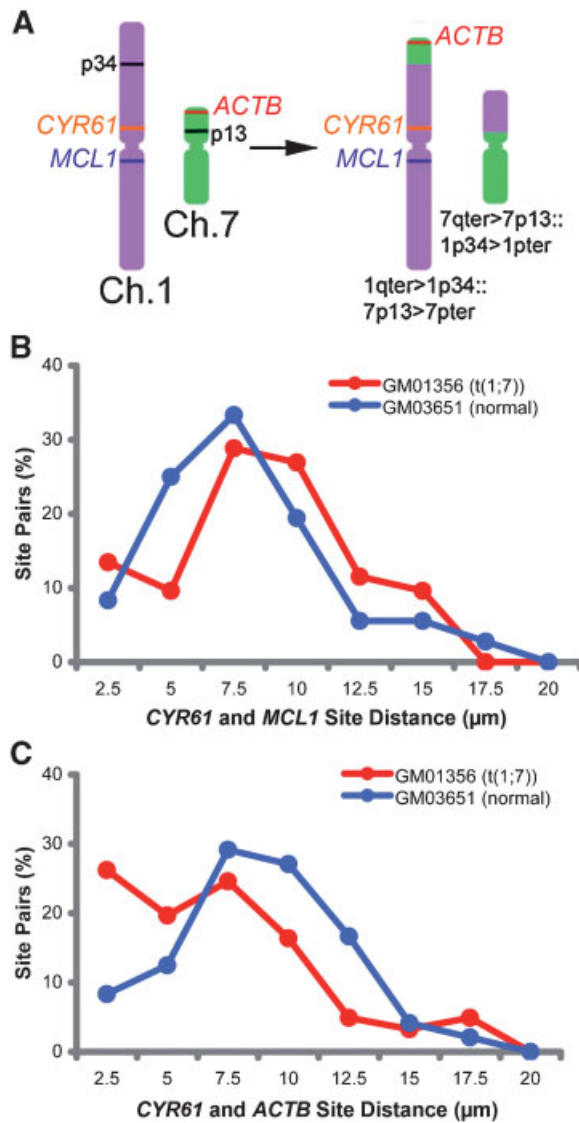 A
p34
CYR61
MCL1
Ch.1
ACTB
p13
Ch.7
ACTB
CYR61
MCL1
7qter>7p13::
1p34>1pter
1qter>1p34::
7p13>7pter
B
Site Pairs (%)
40
30
20
10
0
GM01356 (t(1;7))
GM03651 (normal)
2.5 5 7.5 10 12.5 15 17.5 20
CYR61 and MCL1 Site Distance (µm)
C
Site Pairs (%)
40
30
20
10
0
GM01356 (t(1;7))
GM03651 (normal)
2.5 5 7.5 10 12.5 15 17.5 20
CYR61 and ACTB Site Distance (µm)